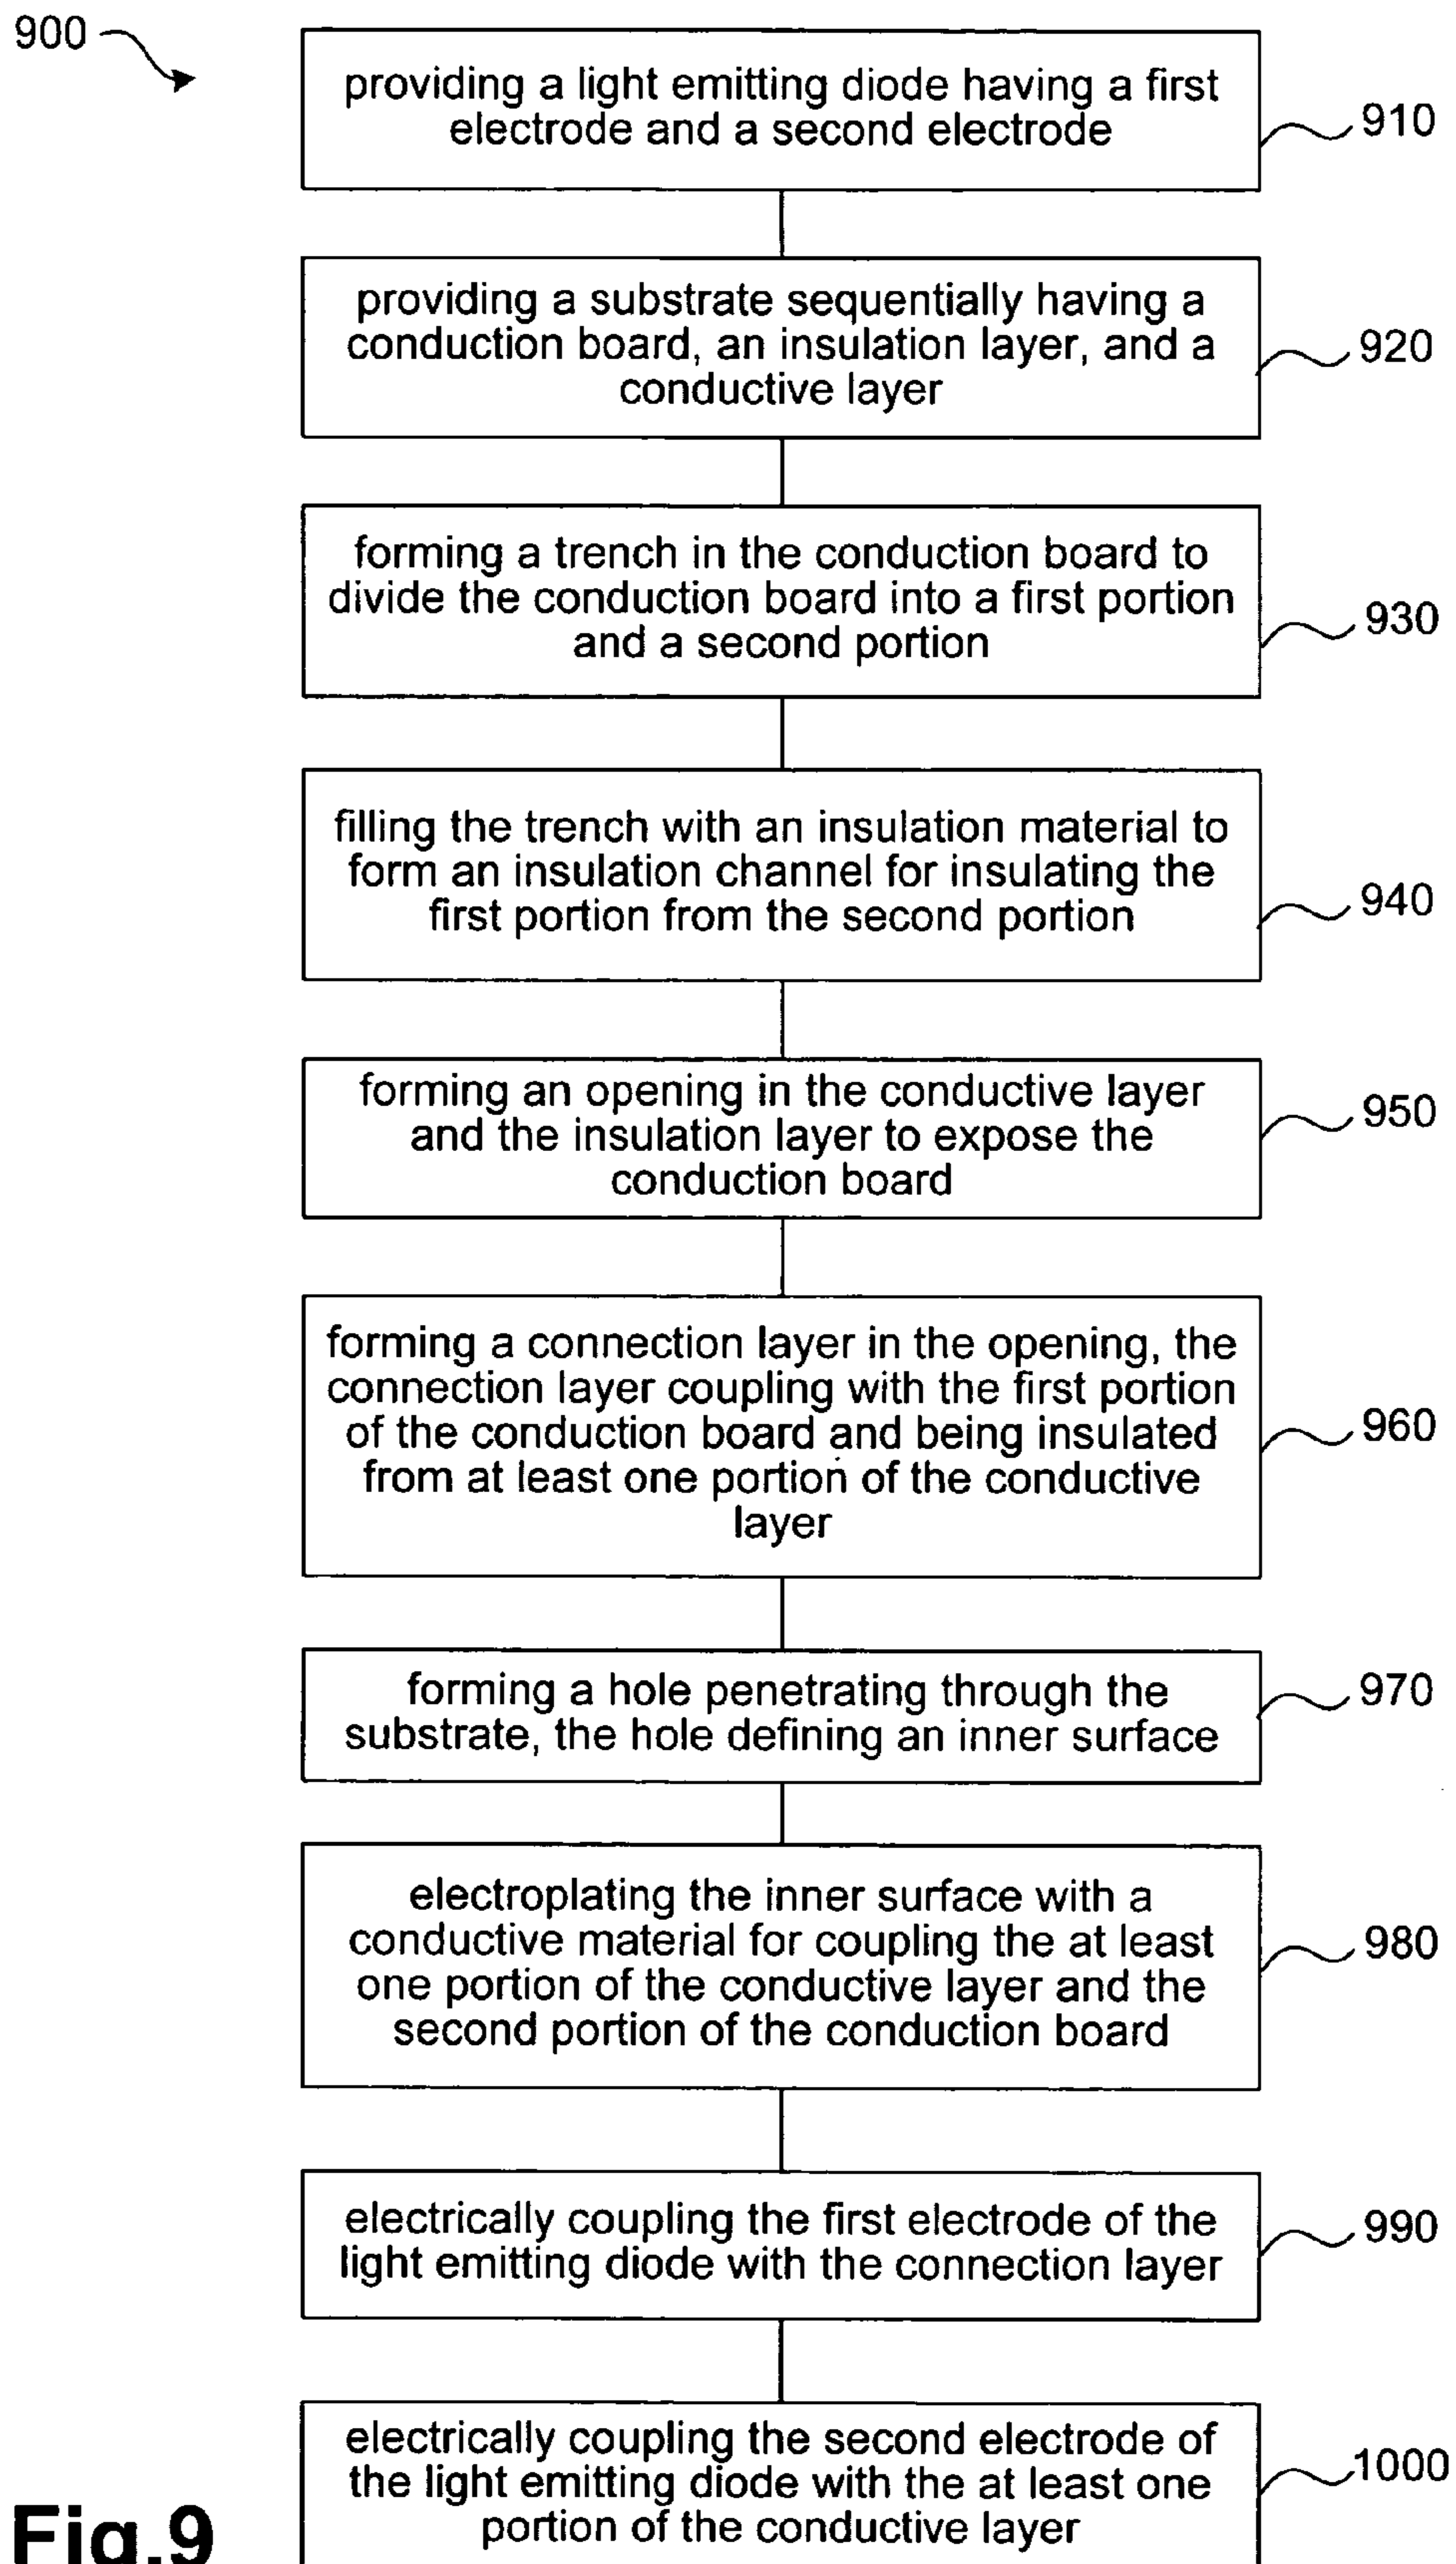 900
providing a light emitting diode having a first
electrode and a second electrode
910
providing a substrate sequentially having a
conduction board, an insulation layer, and a
conductive layer
920
forming a trench in the conduction board to
divide the conduction board into a first portion
and a second portion
930
filling the trench with an insulation material to
form an insulation channel for insulating the
first portion from the second portion
940
forming an opening in the conductive layer
and the insulation layer to expose the
conduction board
950
forming a connection layer in the opening, the
connection layer coupling with the first portion
of the conduction board and being insulated
from at least one portion of the conductive
layer
960
forming a hole penetrating through the
substrate, the hole defining an inner surface
970
electroplating the inner surface with a
conductive material for coupling the at least
one portion of the conductive layer and the
second portion of the conduction board
980
electrically coupling the first electrode of the
light emitting diode with the connection layer
990
electrically coupling the second electrode of
the light emitting diode with the at least one
portion of the conductive layer
1000
Fig.9